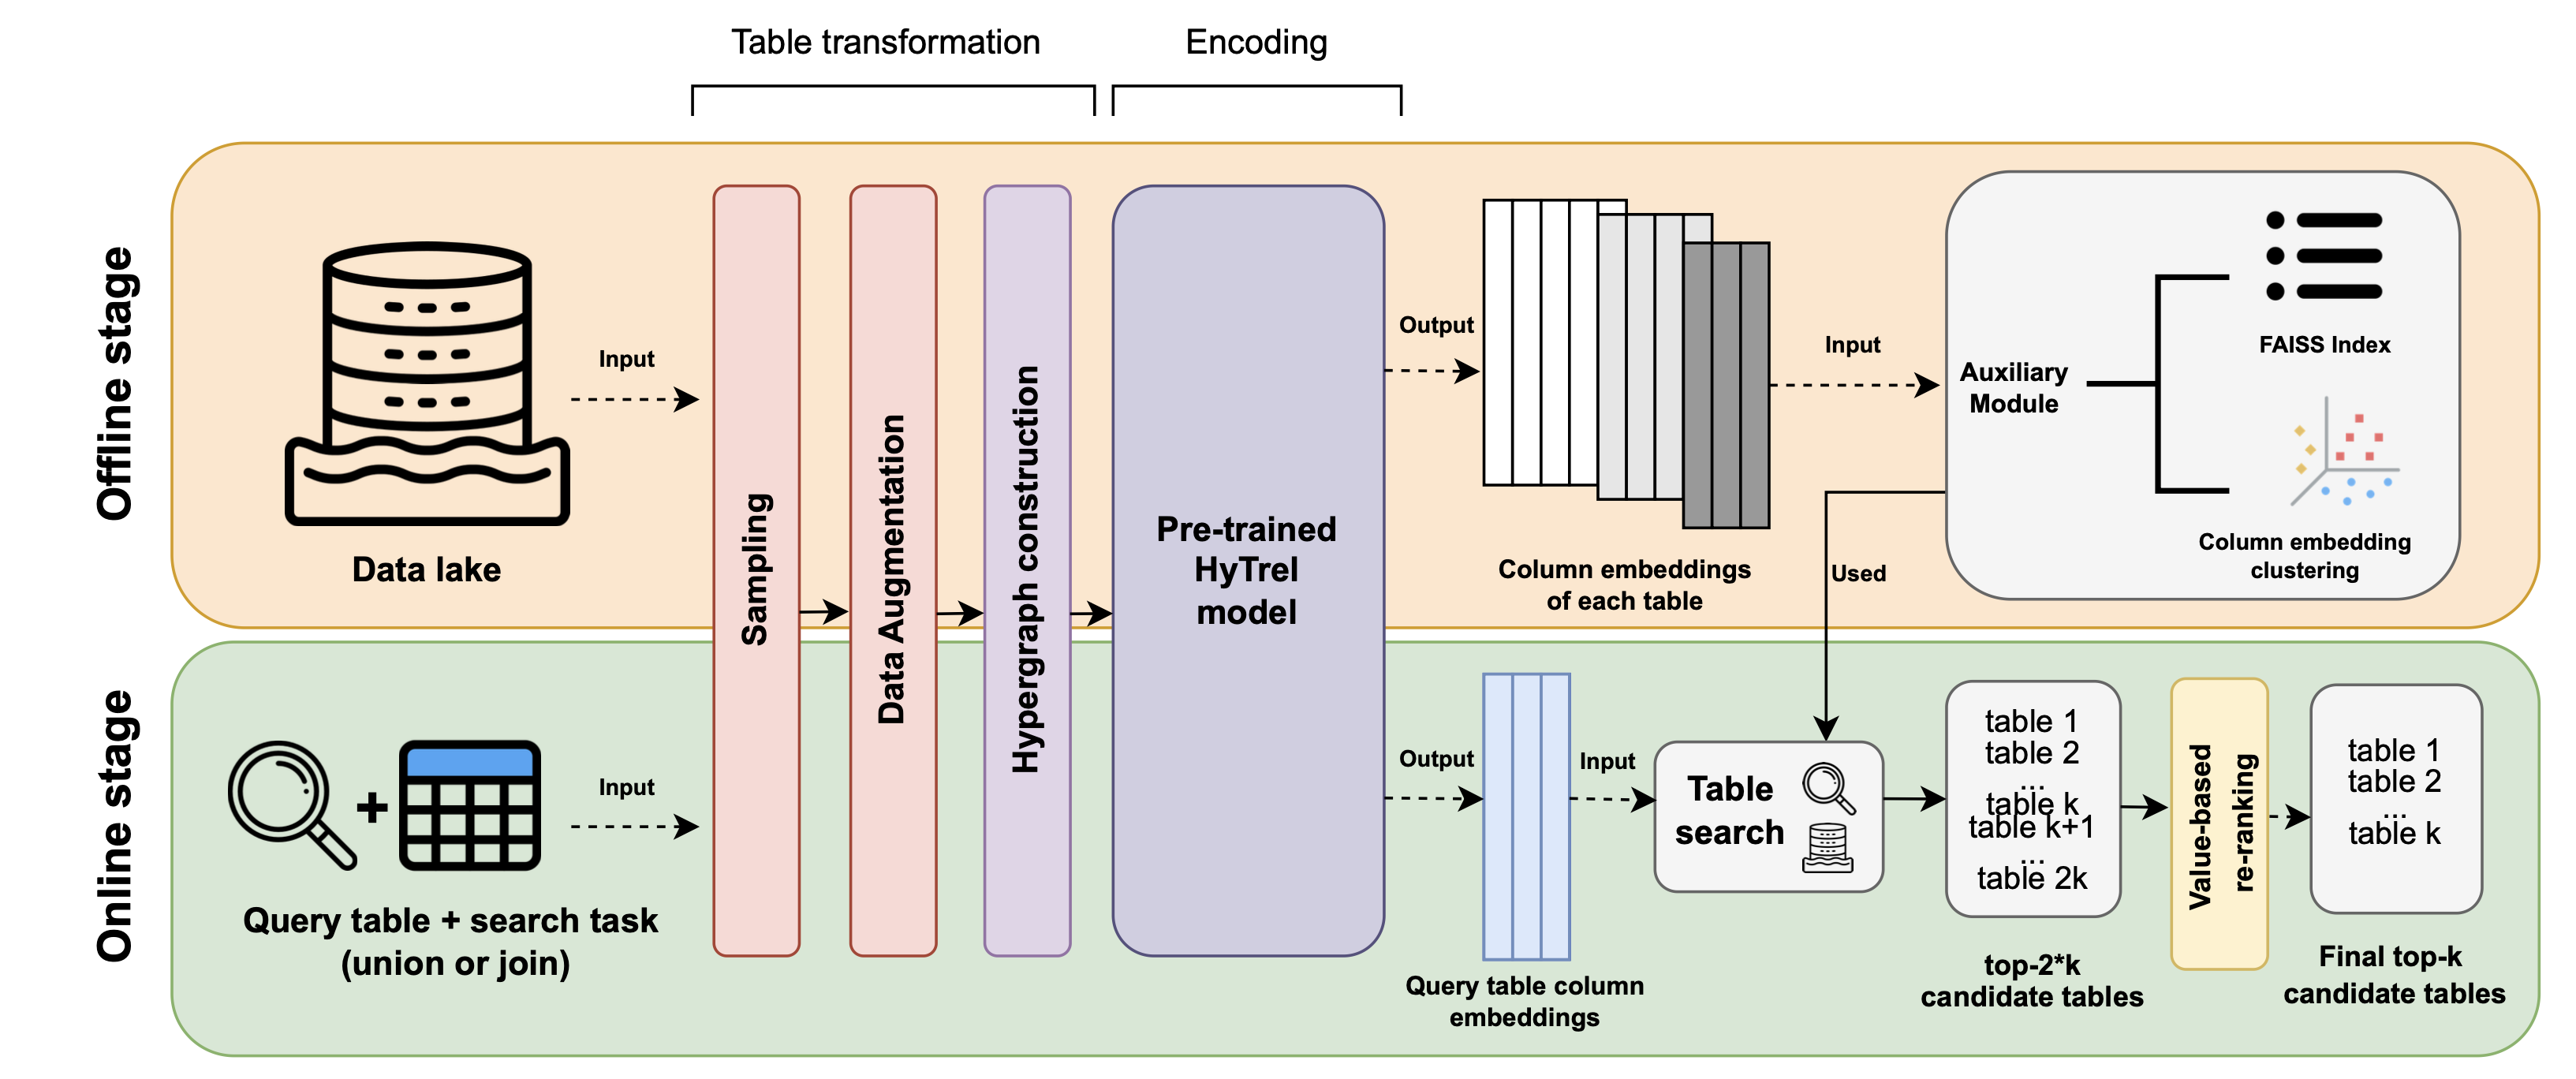 Table transformation
Encoding
Offline stage
Data lake
Input
Sampling
Data Augmentation
Hypergraph construction
Pre-trained
HyTrel
model
Output
Column embeddings
of each table
Input
Auxiliary
Module
FAISS Index
Column embedding
clustering
Used
Online stage
Query table + search task
(union or join)
Input
Output
Query table column
embeddings
Input
Table
search
table 1
table 2
...
table k
table k+1
...
table 2k
top-2*k
candidate tables
Value-based
re-ranking
table 1
table 2
...
table k
Final top-k
candidate tables